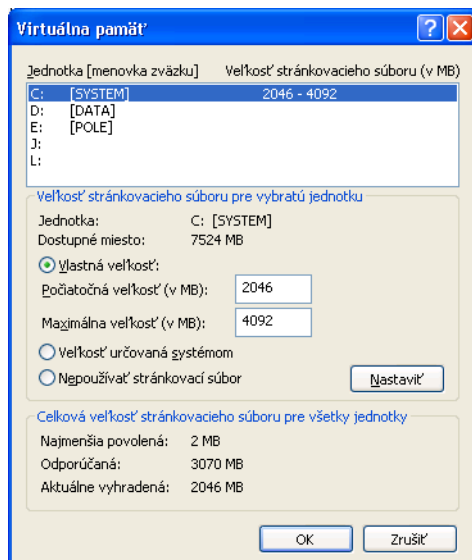 Virtuálna pamäť
Jednotka [menovka zväzku] Veľkosť stránkovacieho súboru (v MB)
C: [SYSTEM] 2046 - 4092
D: [DATA]
E: [POLE]
J:
L:
Veľkosť stránkovacieho súboru pre vybratú jednotku
Jednotka: C: [SYSTEM]
Dostupné miesto: 7524 MB
Vlastná veľkosť:
Počiatočná veľkosť (v MB): 2046
Maximálna veľkosť (v MB): 4092
Veľkosť určovaná systémom
Nepoužívať stránkovací súbor Nastaviť
Celková veľkosť stránkovacieho súboru pre všetky jednotky
Najmenšia povolená: 2 MB
Odporúčaná: 3070 MB
Aktuálne vyhradená: 2046 MB
OK Zrušiť